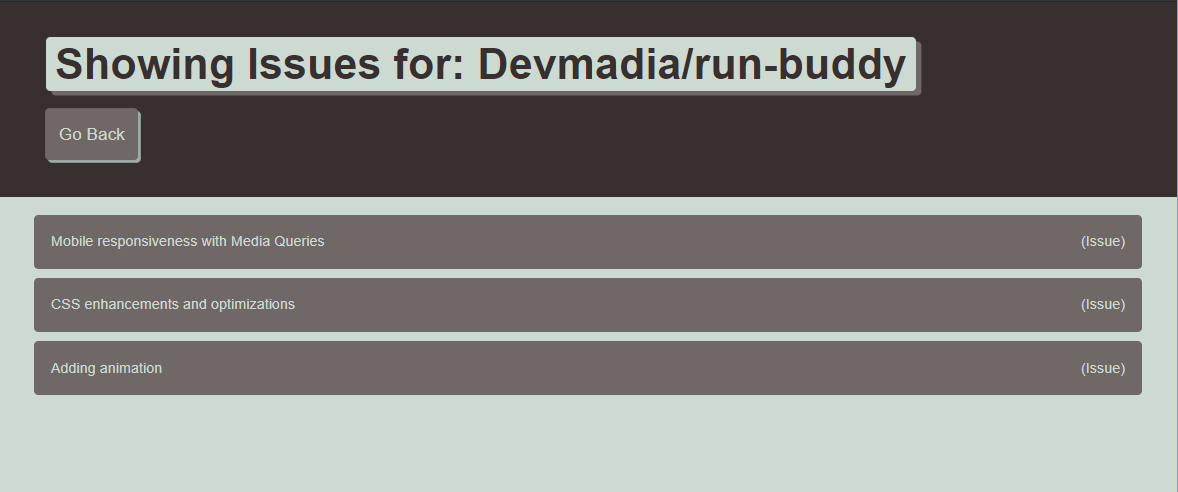 Showing Issues for: Devmadia/run-buddy
Go Back
Mobile responsiveness with Media Queries (Issue)
CSS enhancements and optimizations (Issue)
Adding animation (Issue)